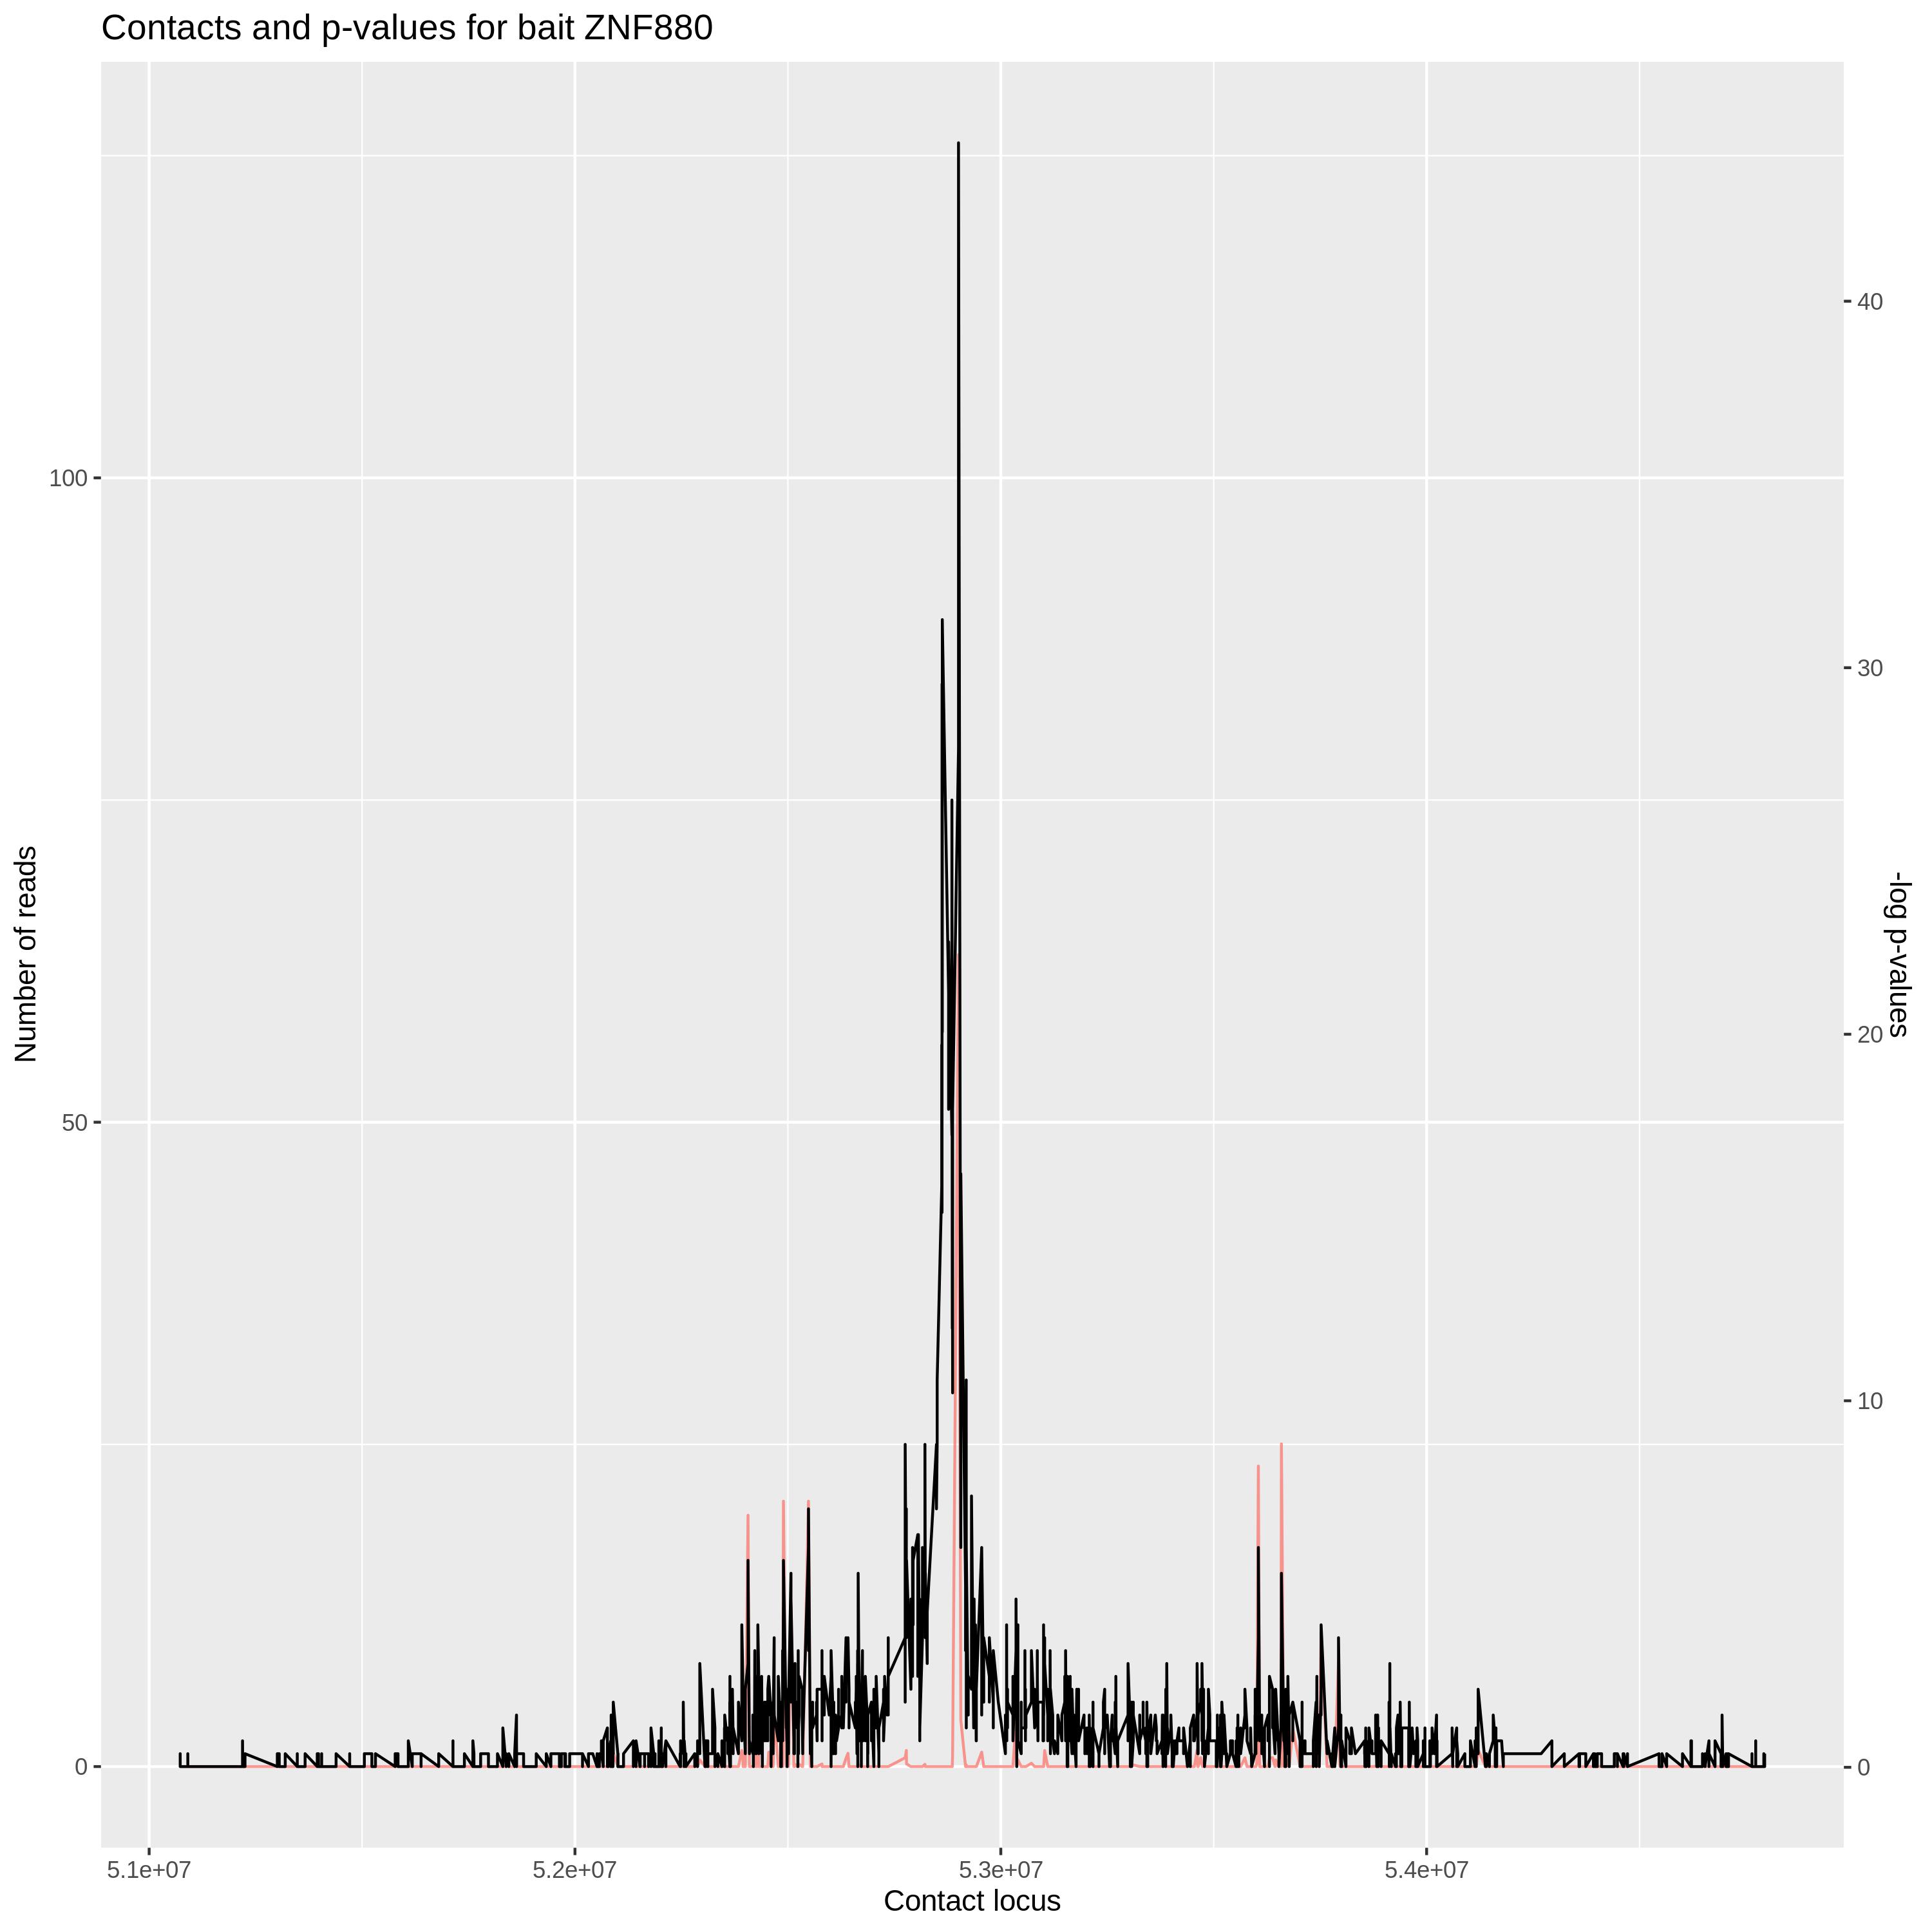 Contacts and p-values for bait ZNF880
Number of reads
100
50
0
40
30
20
10
0
-log p-values
5.1e+07
5.2e+07
5.3e+07
5.4e+07
Contact locus